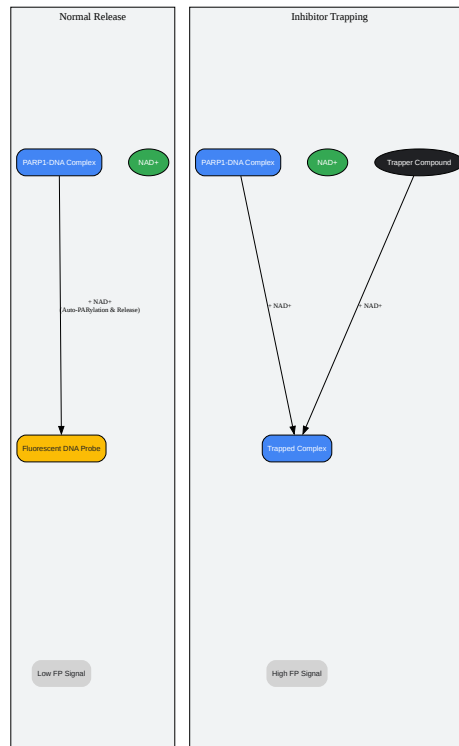 Normal Release
PARP1-DNA Complex
NAD+
+ NAD+
(Auto-PARylation & Release)
Fluorescent DNA Probe
Low FP Signal
Inhibitor Trapping
PARP1-DNA Complex
NAD+
Trapper Compound
+ NAD+
+ NAD+
Trapped Complex
High FP Signal